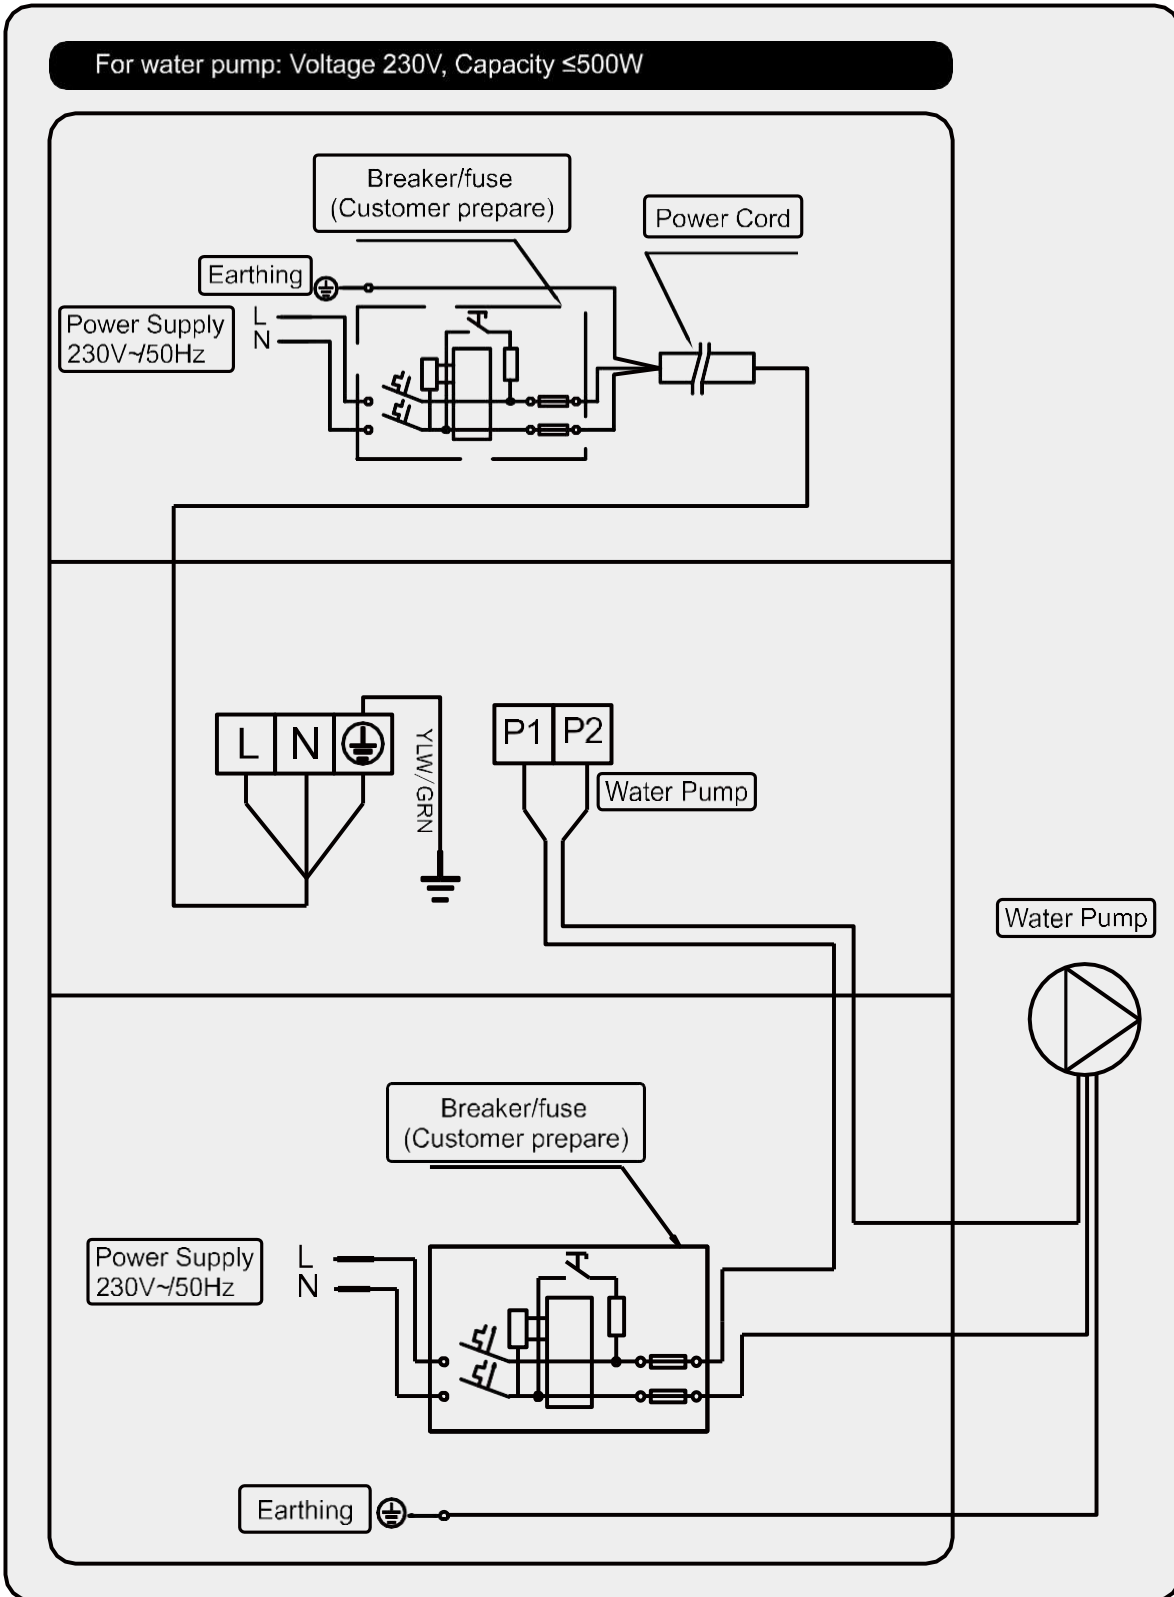 For water pump: Voltage 230V, Capacity ≤500W
Breaker/fuse
(Customer prepare)
Power Cord
Earthing
Power Supply
230V~/50Hz
L
N
L N
YLW/GRN
P1 P2
Water Pump
Water Pump
Breaker/fuse
(Customer prepare)
Power Supply
230V~/50Hz
L
N
Earthing